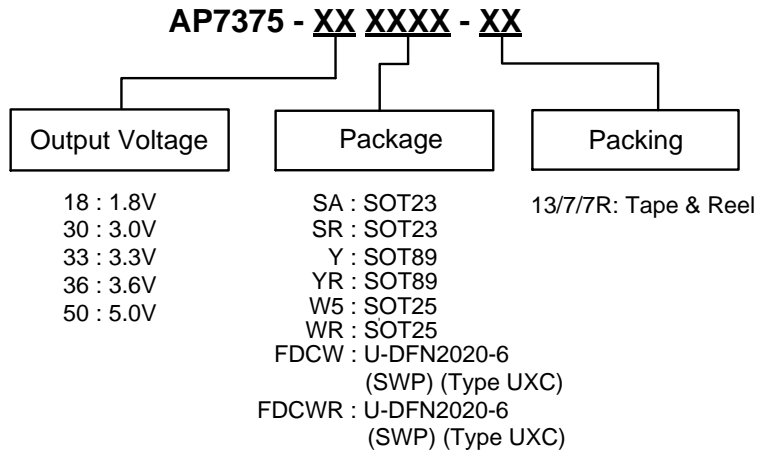 AP7375 - XX XXXX - XX
Output Voltage
18 : 1.8V
30 : 3.0V
33 : 3.3V
36 : 3.6V
50 : 5.0V
Package
SA : SOT23
SR : SOT23
Y : SOT89
YR : SOT89
W5 : SOT25
WR : SOT25
FDCW : U-DFN2020-6
(SWP) (Type UXC)
FDCWR : U-DFN2020-6
(SWP) (Type UXC)
Packing
13/7/7R: Tape & Reel